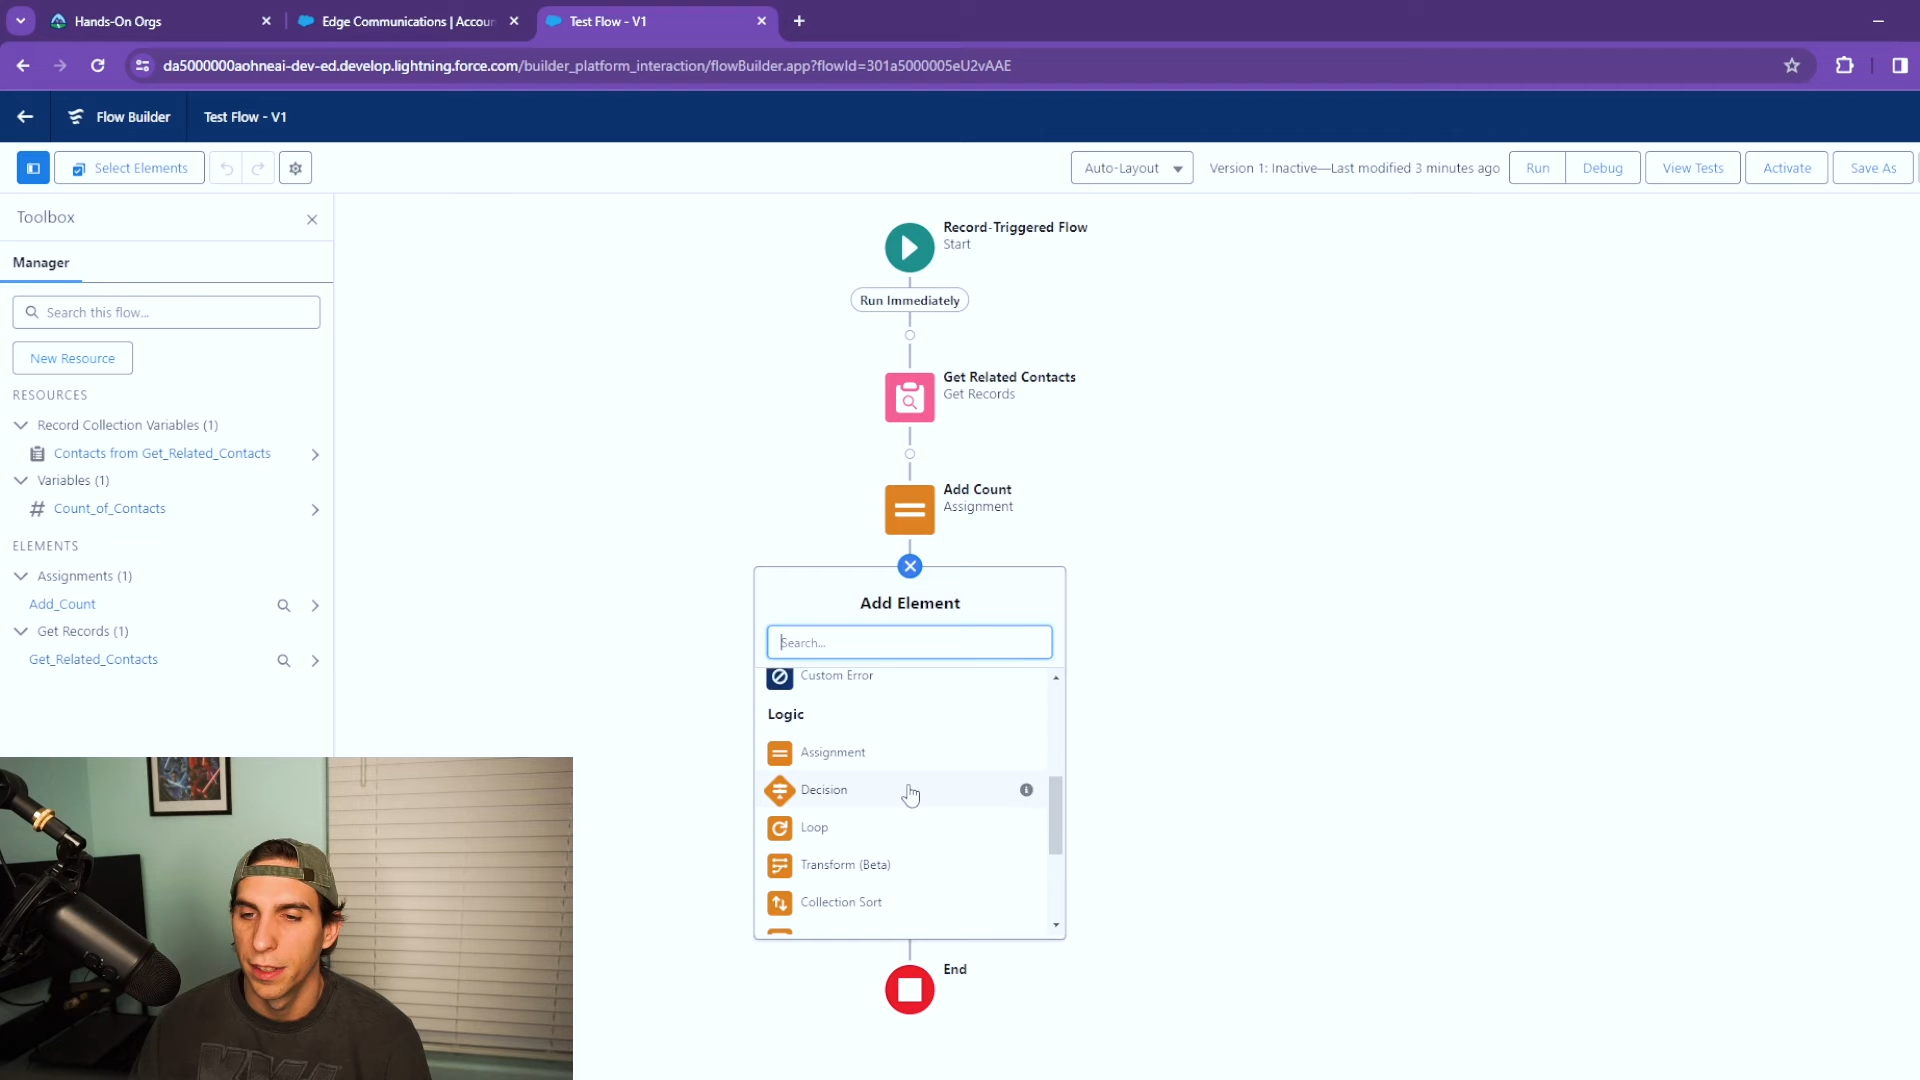 Hands-On Orgs
Edge Communications | Accou
Test Flow - V1
da5000000aohneai-dev-ed.develop.lightning.force.com/builder_platform_interaction/flowBuilder.app?flowId=301a5000005eU2vAAE
Flow Builder
Test Flow - V1
Select Elements
Auto-Layout
Version 1: Inactive—Last modified 3 minutes ago
Run
Debug
View Tests
Activate
Save As
Toolbox
Manager
Search this flow...
New Resource
RESOURCES
Record Collection Variables (1)
Contacts from Get_Related_Contacts
Variables (1)
Count_of_Contacts
ELEMENTS
Assignments (1)
Add_Count
Get Records (1)
Get_Related_Contacts
Record-Triggered Flow
Start
Run Immediately
Get Related Contacts
Get Records
Add Count
Assignment
Add Element
Search...
Custom Error
Logic
Assignment
Decision
Loop
Transform (Beta)
Collection Sort
End